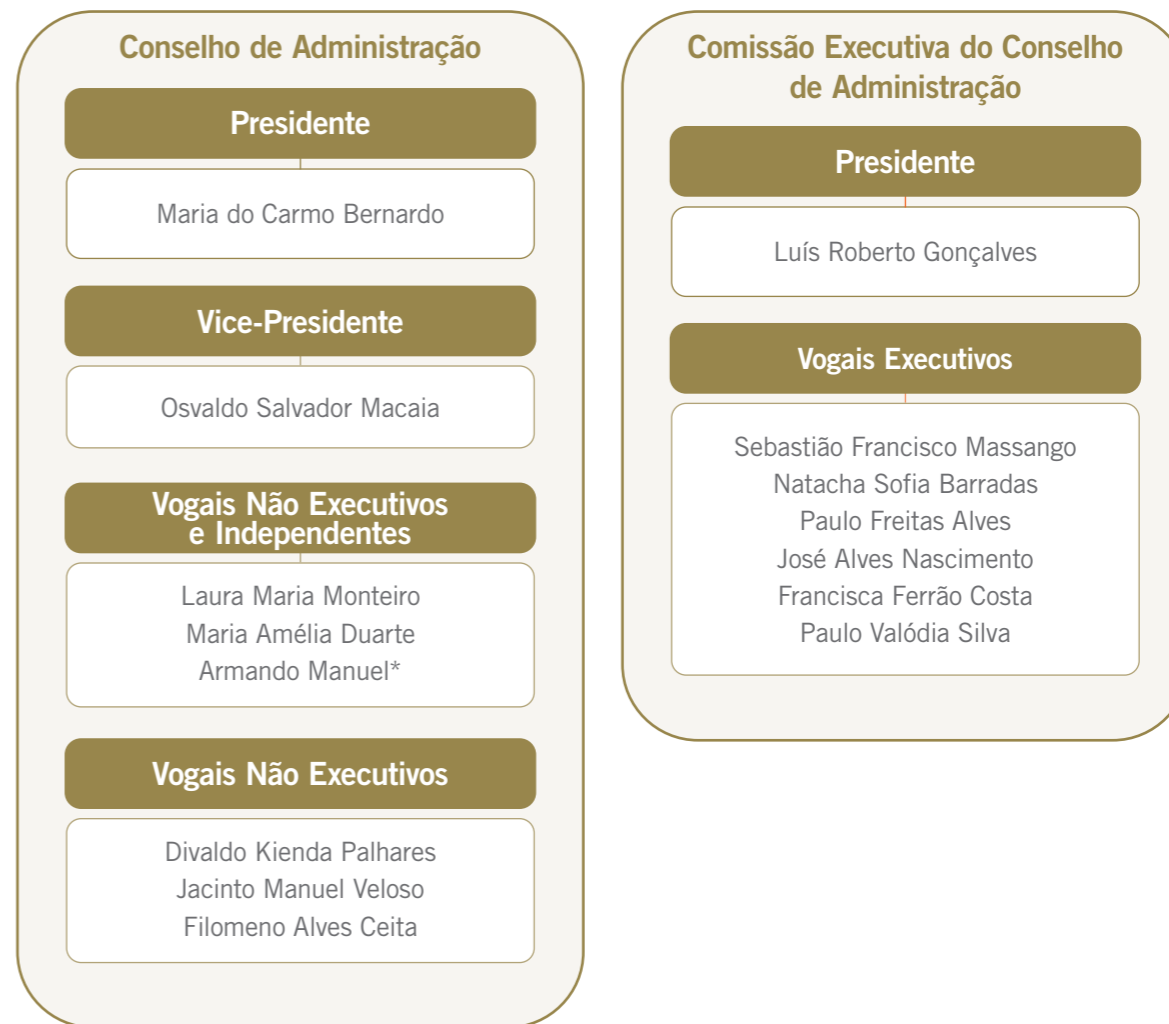 Conselho de Administração
Presidente
Maria do Carmo Bernardo
Vice-Presidente
Osvaldo Salvador Macaia
Vogais Não Executivos
e Independentes
Laura Maria Monteiro
Maria Amélia Duarte
Armando Manuel*
Vogais Não Executivos
Divaldo Kienda Palhares
Jacinto Manuel Veloso
Filomeno Alves Ceita
Comissão Executiva do Conselho
de Administração
Presidente
Luís Roberto Gonçalves
Vogais Executivos
Sebastião Francisco Massango
Natacha Sofia Barradas
Paulo Freitas Alves
José Alves Nascimento
Francisca Ferrão Costa
Paulo Valódia Silva